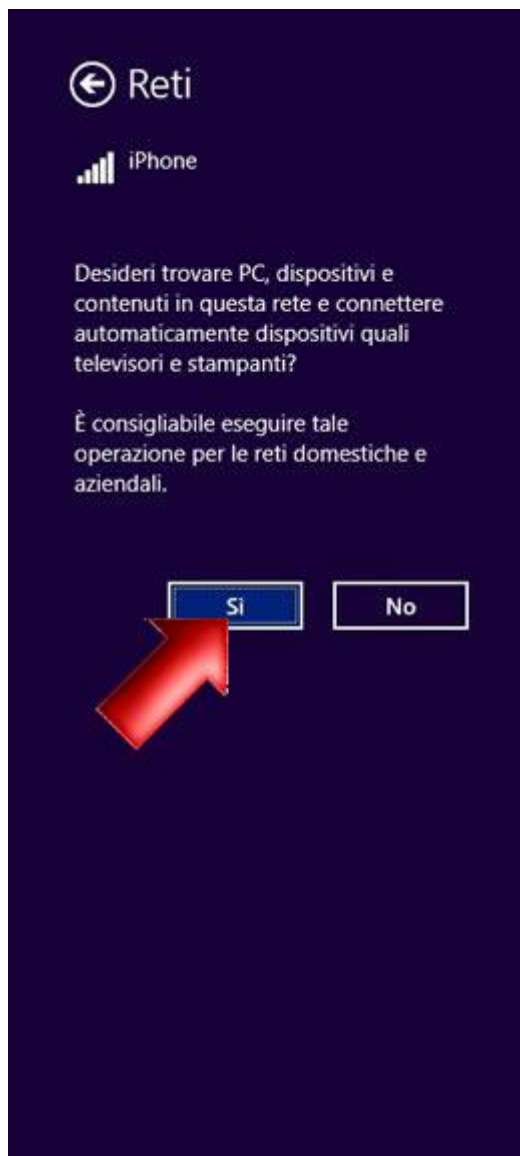 Reti
iPhone
Desideri trovare PC, dispositivi e
contenuti in questa rete e connettere
automaticamente dispositivi quali
televisori e stampanti?
È consigliabile eseguire tale
operazione per le reti domestiche e
aziendali.
Sì
No